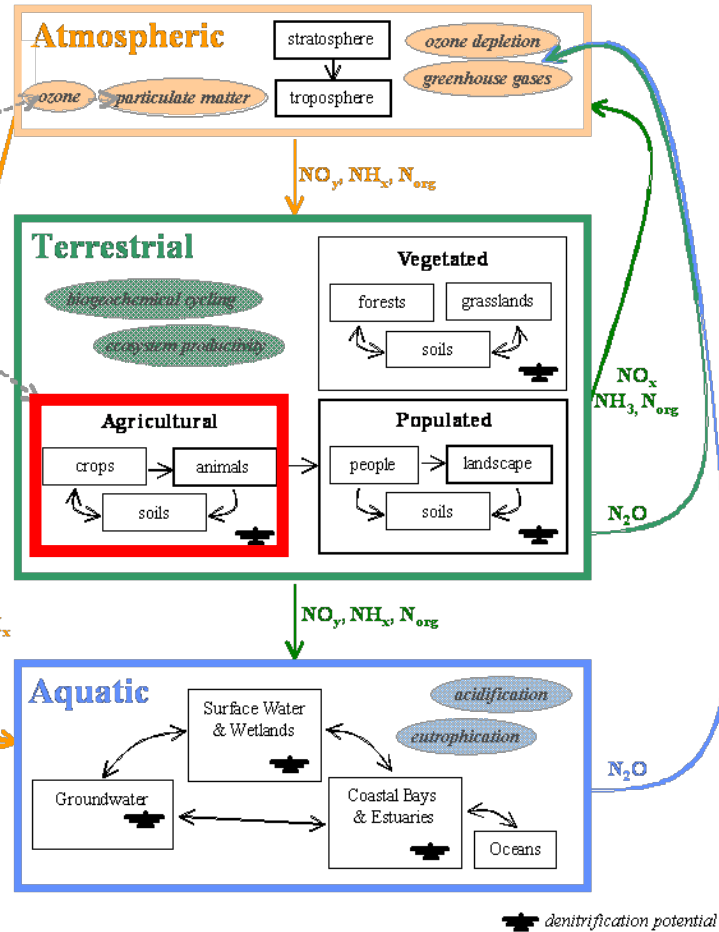 Atmospheric
stratosphere
troposphere
ozone depletion
greenhouse gases
ozone
particulate matter
NOy, NHx, Norg
Terrestrial
biogeochemical cycling
ecosystem productivity
Vegetated
forests
grasslands
soils
Agricultural
crops
animals
soils
Populated
people
landscape
soils
NOx
NH3, Norg
N2O
NOy, NHx, Norg
Aquatic
acidification
eutrophication
Surface Water
& Wetlands
Groundwater
Coastal Bays
& Estuaries
Oceans
N2O
denitrification potential